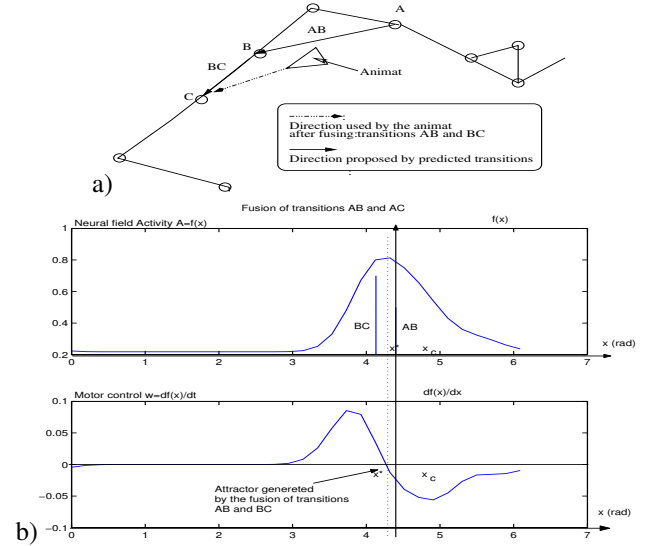 A
AB
B
BC
C
Animat
Direction used by the animat
after fusing:transitions AB and BC
Direction proposed by predicted transitions
a)
Fusion of transitions AB and AC
Neural field Activity A=f(x)
f(x)
1
0.8
0.6
0.4
0.2
BC
AB
x*
x c
x (rad)
0 1 2 3 4 5 6 7
Motor control w=df(x)/dt
df(x)/dx
0.1
0.05
0
−0.05
−0.1
x*
x c
Attractor genereted
by the fusion of transitions
AB and BC
x (rad)
0 1 2 3 4 5 6 7
b)